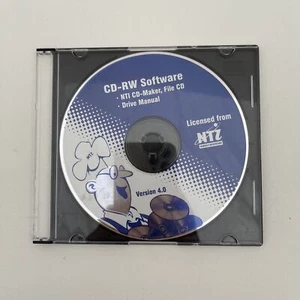 CD-RW Software
• NTI CD-Maker, File CD
• Drive Manual
Licensed from
NTI
Version 4.0